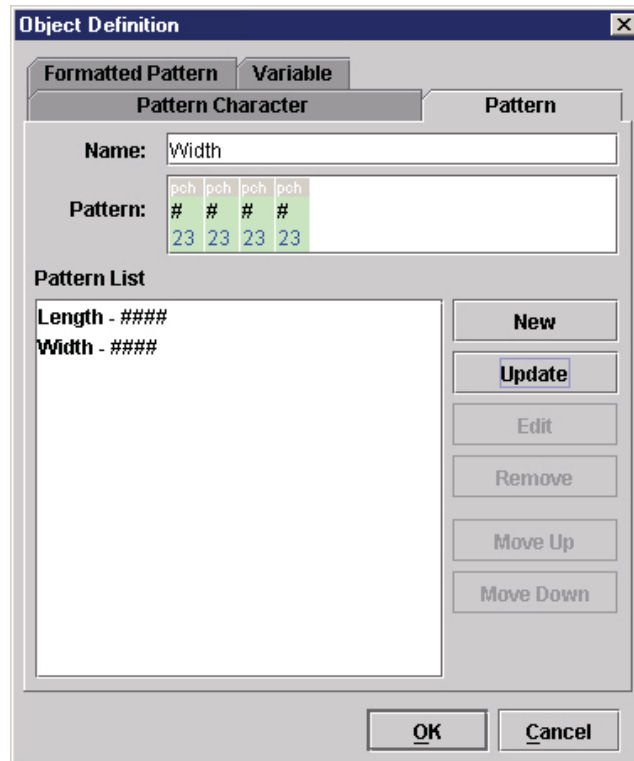 Object Definition
Formatted Pattern Variable
Pattern Character Pattern
Name: Width
pch pch pch pch
Pattern: # # # #
23 23 23 23
Pattern List
Length - ####
Width - ####
New
Update
Edit
Remove
Move Up
Move Down
OK Cancel